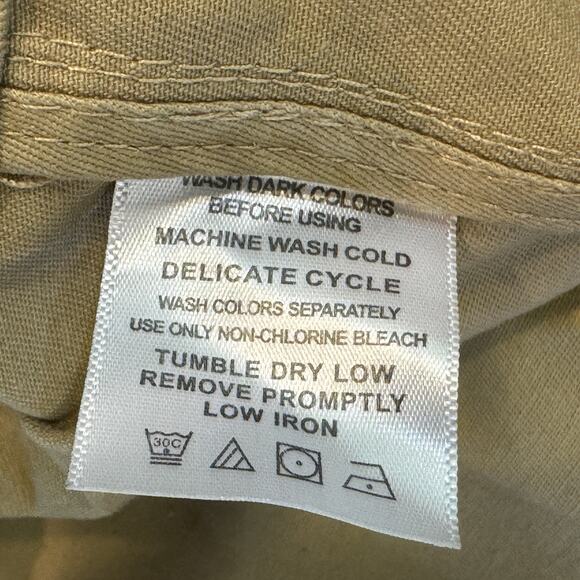 WASH DARK COLORS
BEFORE USING
MACHINE WASH COLD
DELICATE CYCLE
WASH COLORS SEPARATELY
USE ONLY NON-CHLORINE BLEACH
TUMBLE DRY LOW
REMOVE PROMPTLY
LOW IRON
30C